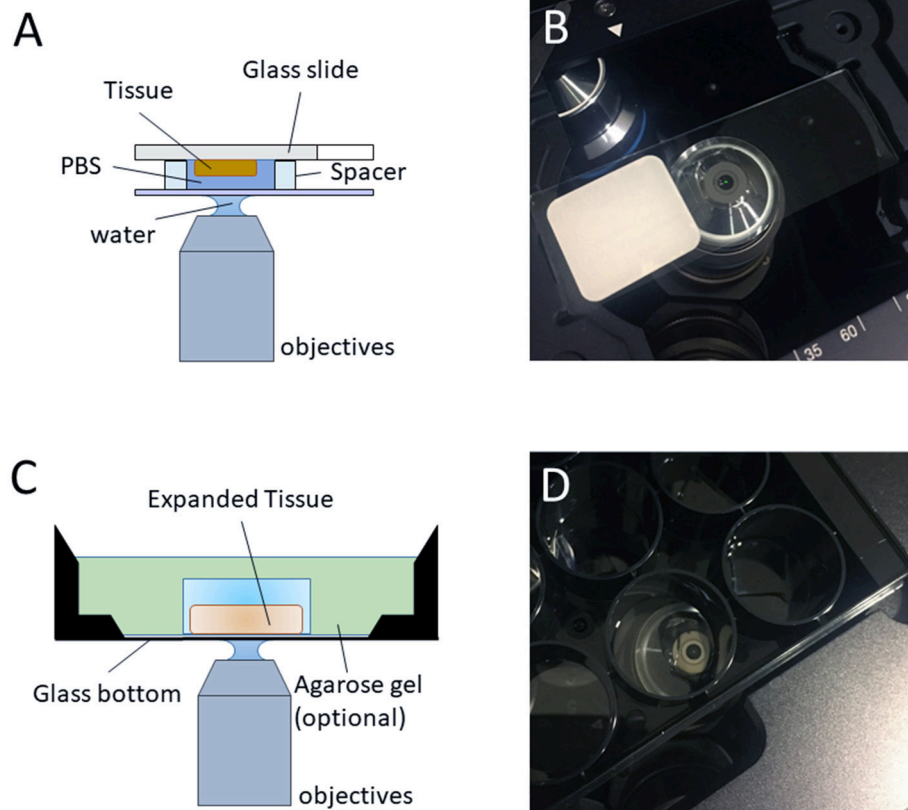 A
Glass slide
Tissue
PBS
Spacer
water
objectives
B
35
60
C
Expanded Tissue
Glass bottom
Agarose gel
(optional)
objectives
D